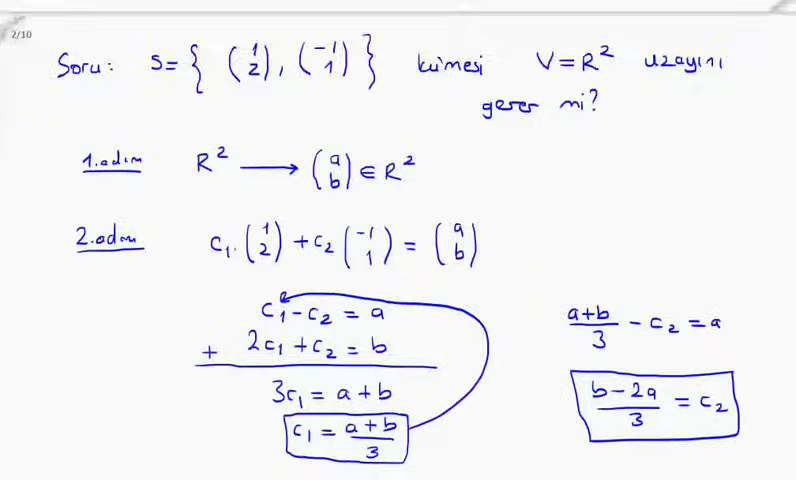 2/10
Soru: S = { (1 2), (-1 1) } kümesi V = R² uzayını
gerer mi?
1.adım R² → (a b) ∈ R²
2.adım c₁.(1 2) + c₂(-1 1) = (a b)
c₁ - c₂ = a
+ 2c₁ + c₂ = b
3c₁ = a + b
c₁ = (a + b)/3
(a+b)/3 - c₂ = a
(b - 2a)/3 = c₂